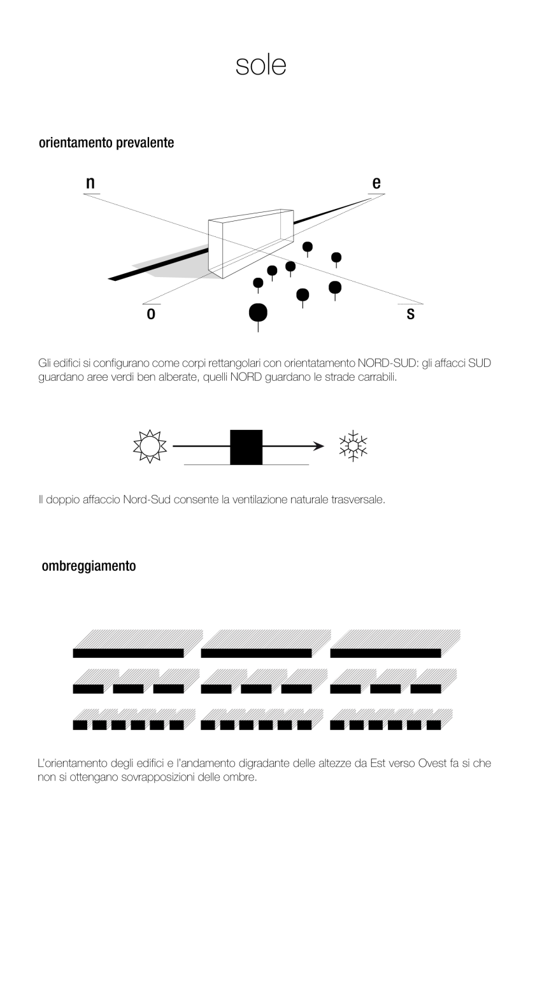 sole
orientamento prevalente
n
e
o
s
Gli edifici si configurano come corpi rettangolari con orientatamento NORD-SUD: gli affacci SUD
guardano aree verdi ben alberate, quelli NORD guardano le strade carrabili.
Il doppio affaccio Nord-Sud consente la ventilazione naturale trasversale.
ombreggiamento
L'orientamento degli edifici e l'andamento digradante delle altezze da Est verso Ovest fa si che
non si ottengano sovrapposizioni delle ombre.